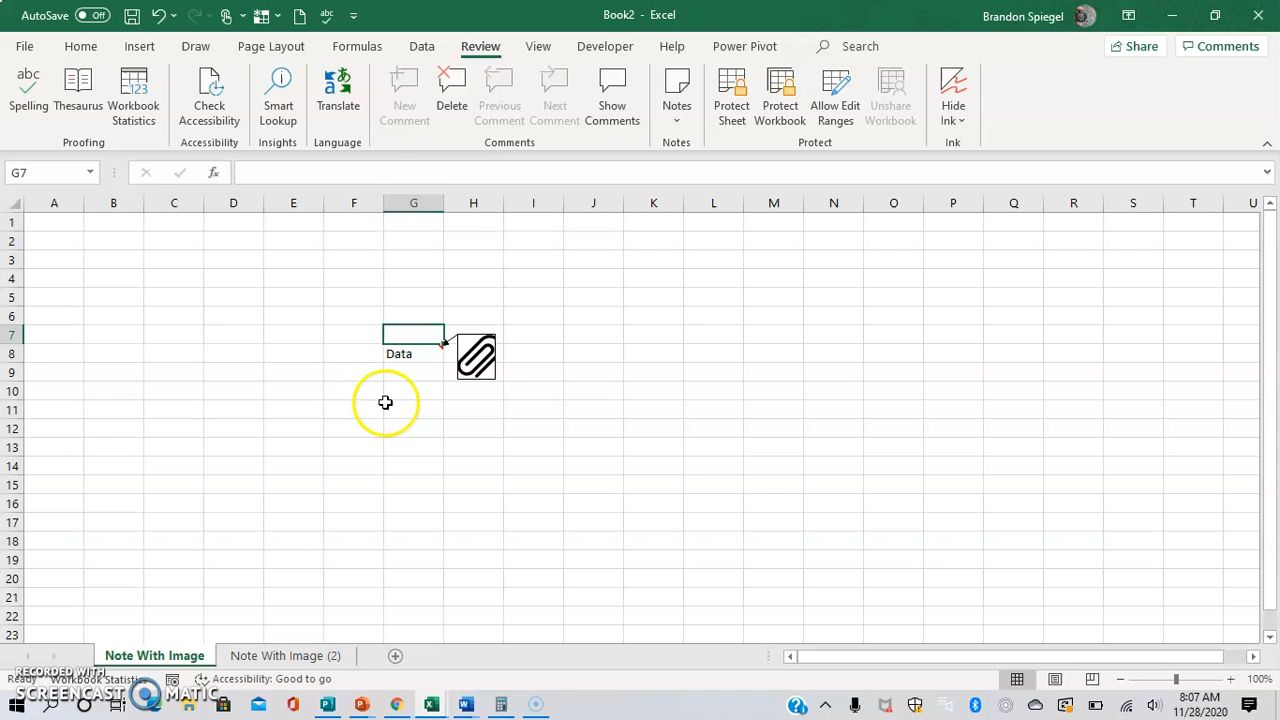 AutoSave Off Book2 - Excel Brandon Spiegel
File Home Insert Draw Page Layout Formulas Data Review View Developer Help Power Pivot Search Share Comments
abc
123
Spelling Thesaurus Workbook Statistics Check Accessibility Smart Lookup Translate New Comment Delete Previous Comment Next Comment Show Comments Notes Protect Sheet Protect Workbook Allow Edit Ranges Unshare Workbook Hide Ink
Proofing Accessibility Insights Language Comments Notes Protect Ink
G7 fx
A B C D E F G H I J K L M N O P Q R S T U
1
2
3
4
5
6
7
8 Data
9
10
11
12
13
14
15
16
17
18
19
20
21
22
23
Note With Image Note With Image (2)
RECORDED WITH
Ready Workbook Statistics Accessibility: Good to go 100%
SCREENCAST MATIC
8:07 AM
11/28/2020